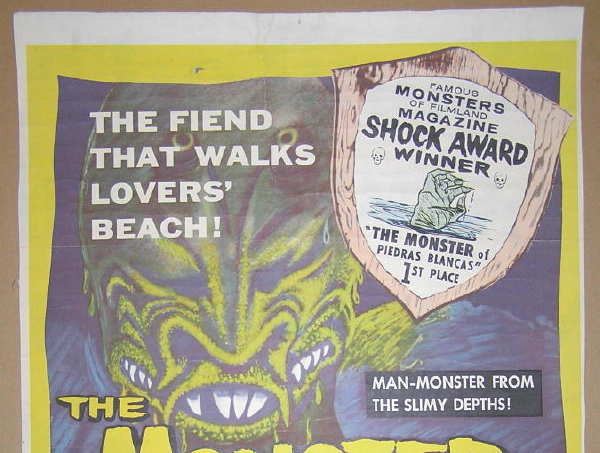 THE FIEND
THAT WALKS
LOVERS'
BEACH!
FAMOUS
MONSTERS
OF FILMLAND
MAGAZINE
SHOCK AWARD
WINNER
"THE MONSTER of
PIEDRAS BLANCAS"
1ST PLACE
MAN-MONSTER FROM
THE SLIMY DEPTHS!
THE
MONSTER